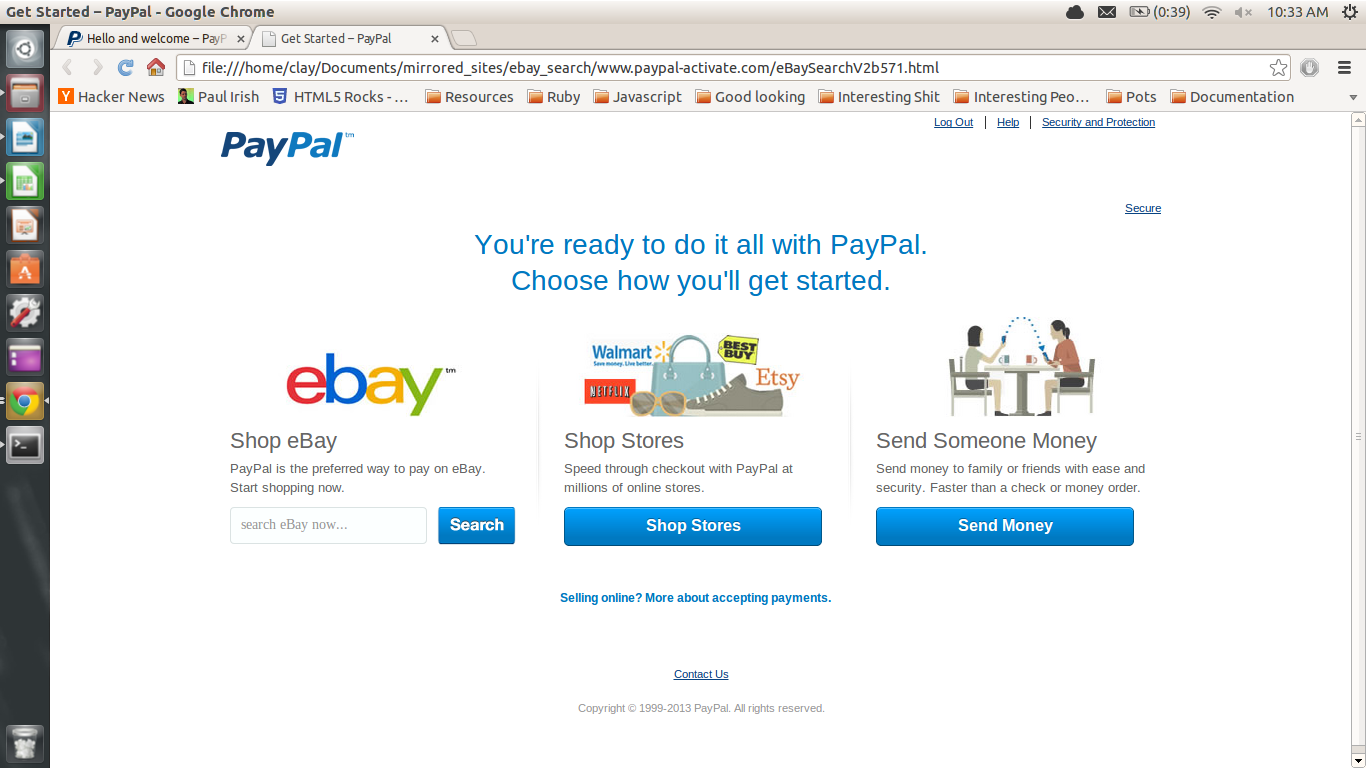 Get Started – PayPal - Google Chrome
(0:39)
10:33 AM
Hello and welcome – PayP
Get Started – PayPal
file:///home/clay/Documents/mirrored_sites/ebay_search/www.paypal-activate.com/eBaySearchV2b571.html
Hacker News
Paul Irish
HTML5 Rocks - ...
Resources
Ruby
Javascript
Good looking
Interesting Shit
Interesting Peo...
Pots
Documentation
PayPal™
Log Out
Help
Security and Protection
Secure
You're ready to do it all with PayPal.
Choose how you'll get started.
ebay™
Walmart
Save money. Live better.
BEST
BUY
NETFLIX
Etsy
Shop eBay
PayPal is the preferred way to pay on eBay.
Start shopping now.
search eBay now...
Search
Shop Stores
Speed through checkout with PayPal at
millions of online stores.
Shop Stores
Send Someone Money
Send money to family or friends with ease and
security. Faster than a check or money order.
Send Money
Selling online? More about accepting payments.
Contact Us
Copyright © 1999-2013 PayPal. All rights reserved.